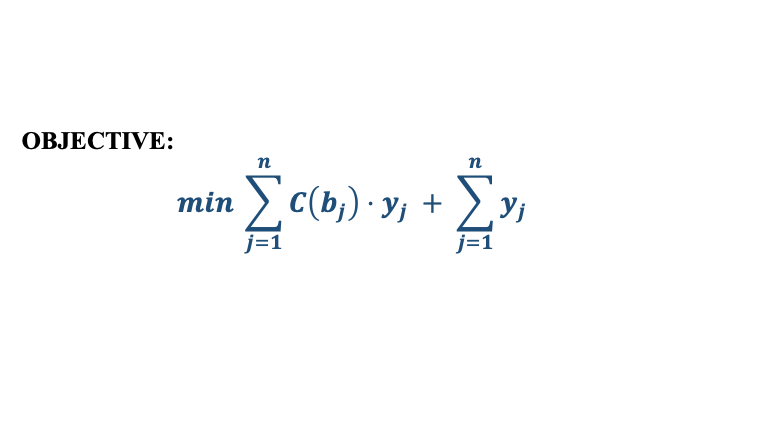 OBJECTIVE:
min ∑_{j=1}^{n} C(b_j) · y_j + ∑_{j=1}^{n} y_j